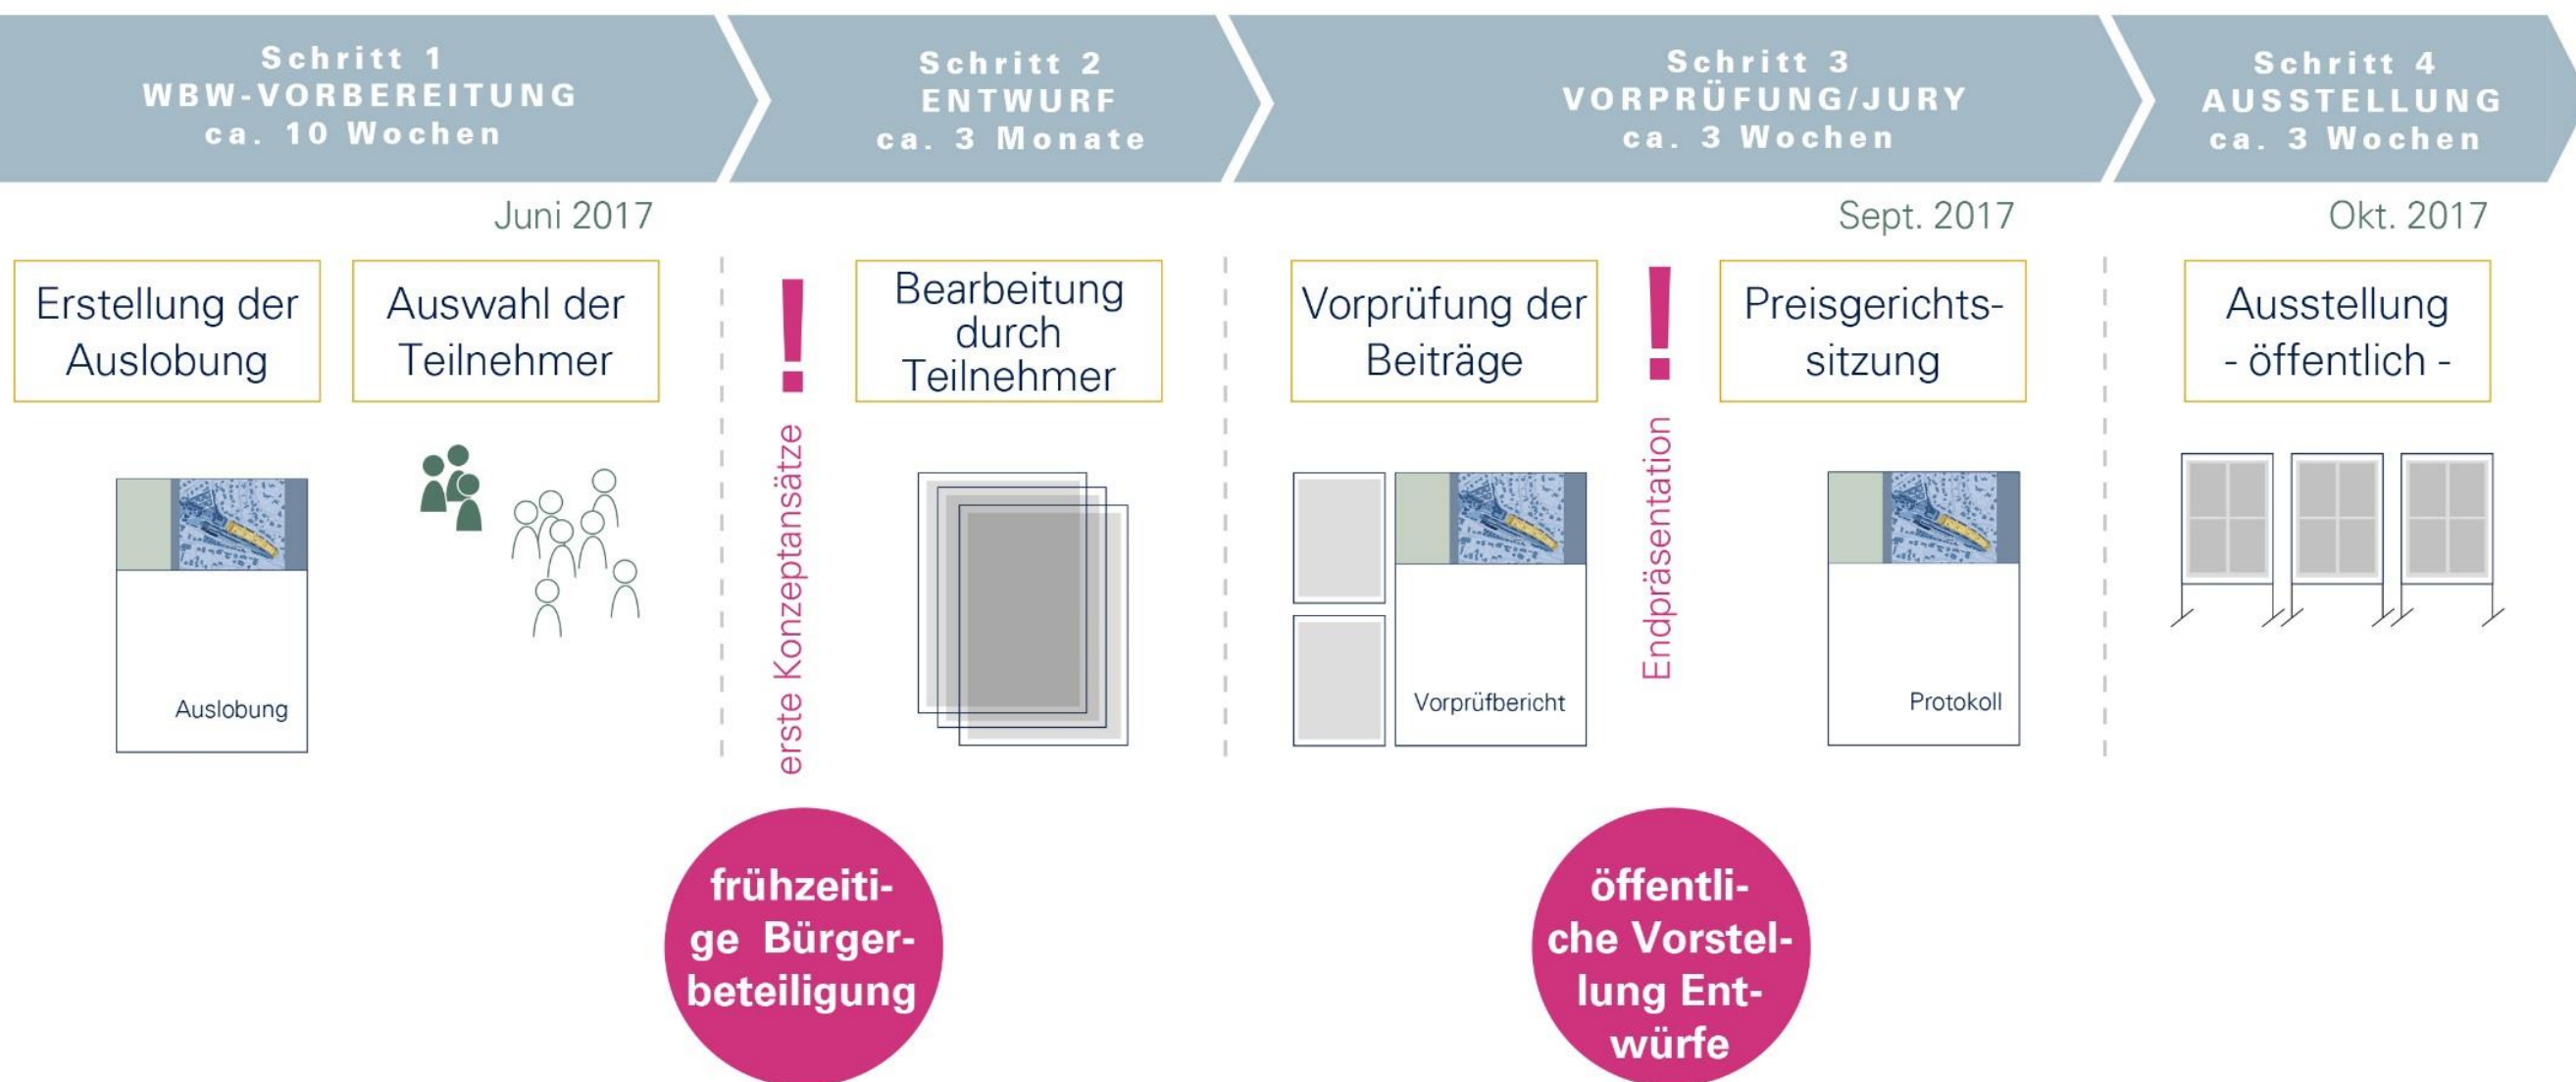 Schritt 1
WBW-VORBEREITUNG
ca. 10 Wochen
Schritt 2
ENTWURF
ca. 3 Monate
Schritt 3
VORPRÜFUNG/JURY
ca. 3 Wochen
Schritt 4
AUSSTELLUNG
ca. 3 Wochen
Juni 2017
Sept. 2017
Okt. 2017
Erstellung der
Auslobung
Auswahl der
Teilnehmer
!
Bearbeitung
durch
Teilnehmer
Vorprüfung der
Beiträge
!
Preisgerichts-
sitzung
Ausstellung
- öffentlich -
Auslobung
erste Konzeptansätze
Vorprüfbericht
Endpräsentation
Protokoll
frühzeiti-
ge Bürger-
beteiligung
öffentli-
che Vorstel-
lung Ent-
würfe